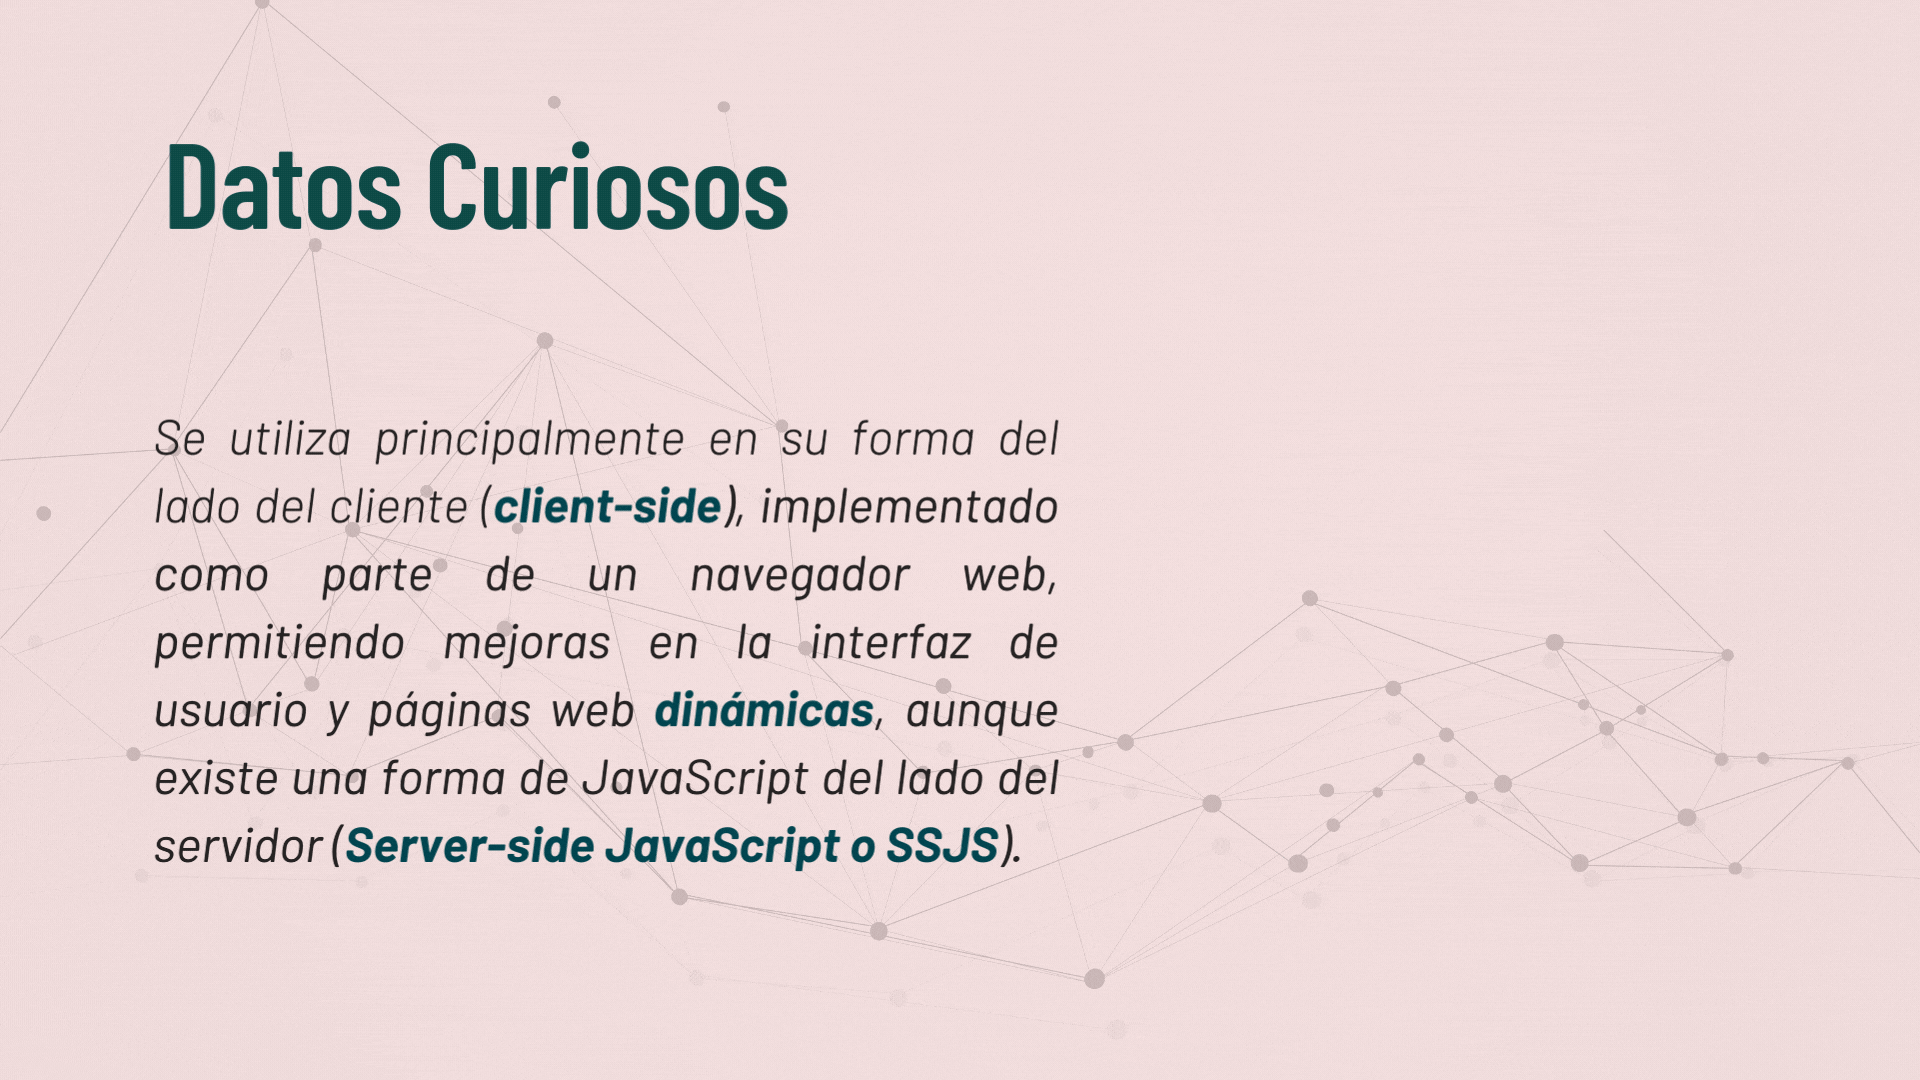 Datos Curiosos
Se utiliza principalmente en su forma del
lado del cliente (client-side), implementado
como parte de un navegador web,
permitiendo mejoras en la interfaz de
usuario y páginas web dinámicas, aunque
existe una forma de JavaScript del lado del
servidor (Server-side JavaScript o SSJS).